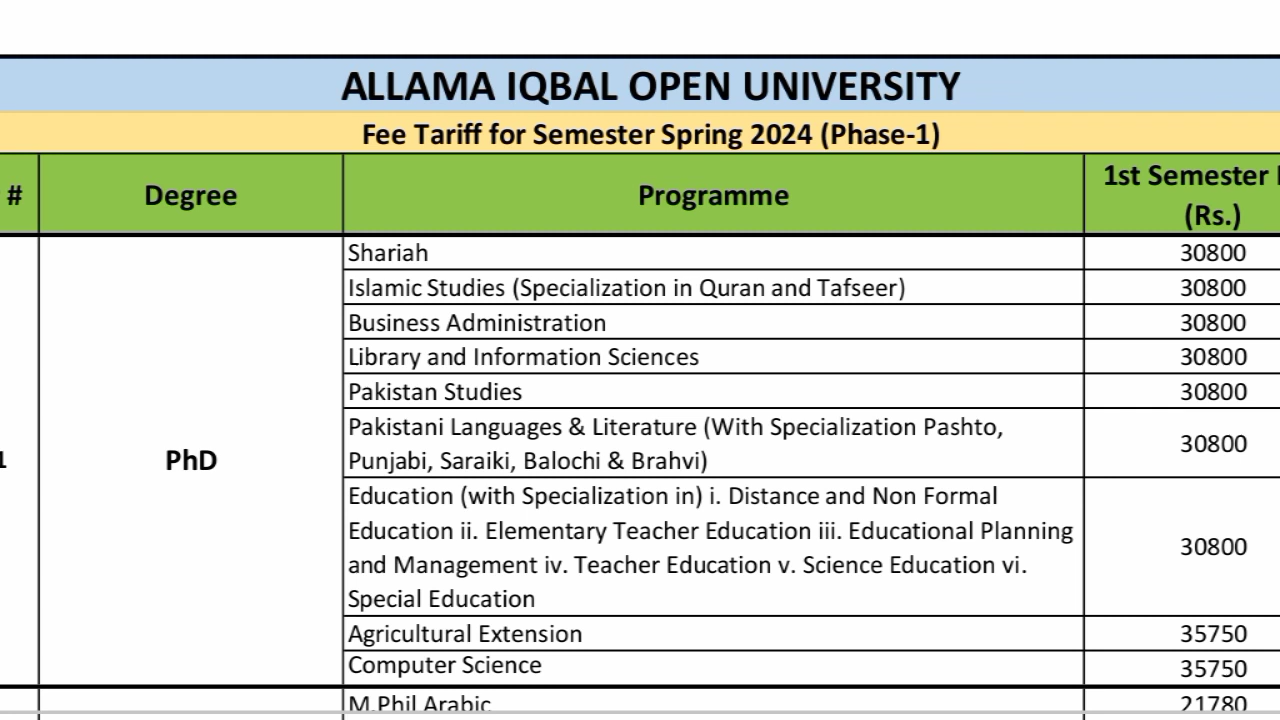 ALLAMA IQBAL OPEN UNIVERSITY
Fee Tariff for Semester Spring 2024 (Phase-1)
# Degree Programme 1st Semester
(Rs.)
Shariah 30800
Islamic Studies (Specialization in Quran and Tafseer) 30800
Business Administration 30800
Library and Information Sciences 30800
Pakistan Studies 30800
Pakistani Languages & Literature (With Specialization Pashto,
Punjabi, Saraiki, Balochi & Brahvi) 30800
1 PhD
Education (with Specialization in) i. Distance and Non Formal
Education ii. Elementary Teacher Education iii. Educational Planning
and Management iv. Teacher Education v. Science Education vi.
Special Education 30800
Agricultural Extension 35750
Computer Science 35750
M.Phil Arabic 21780